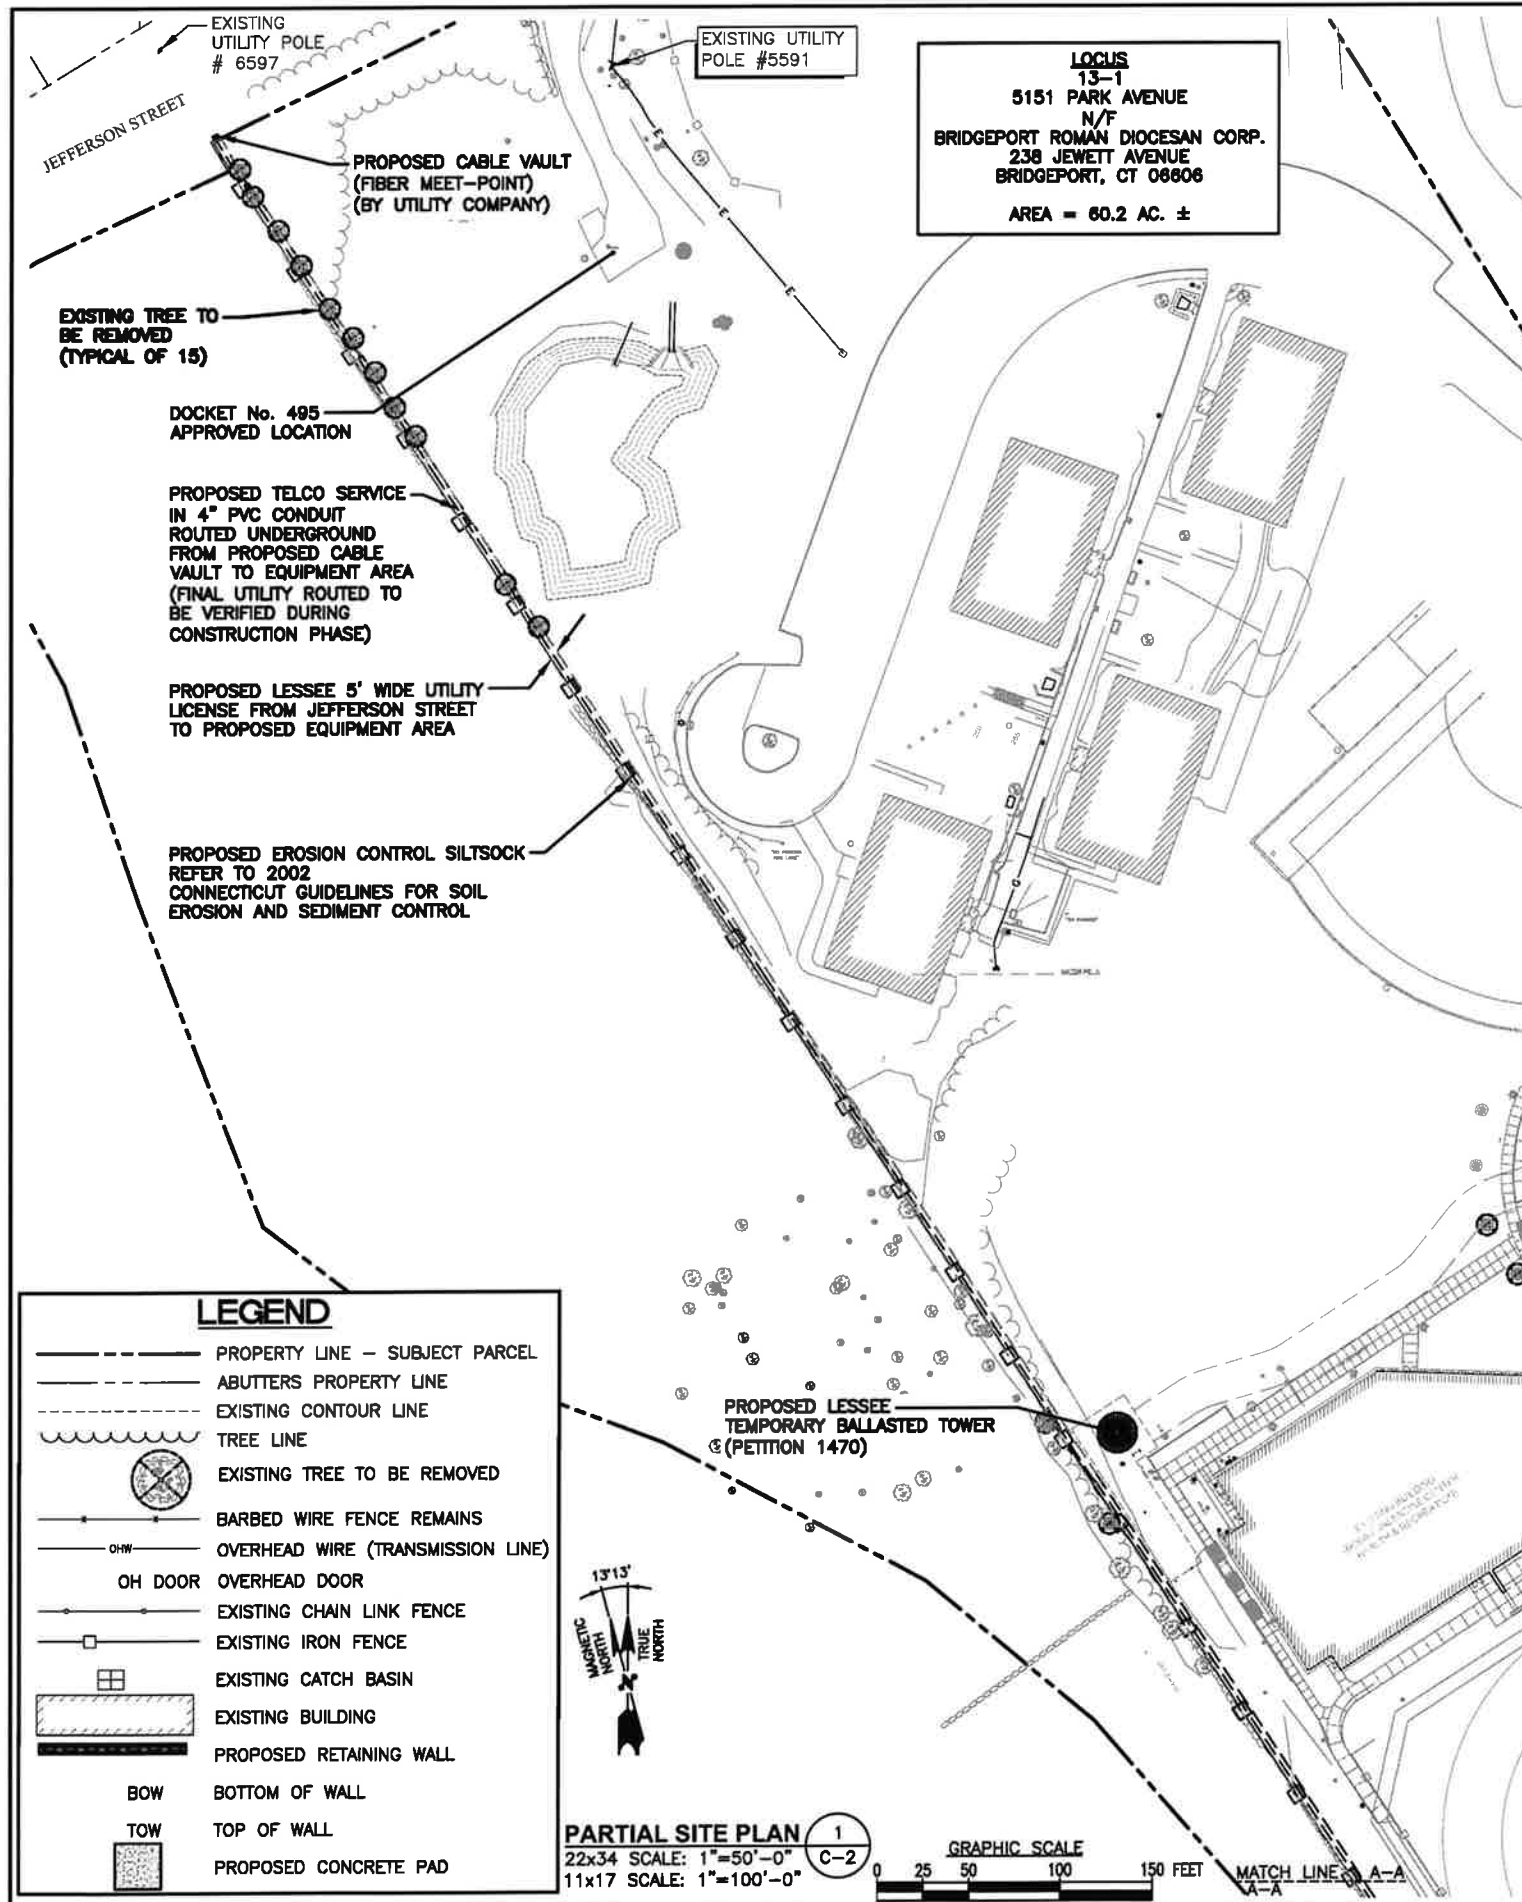 EXISTING
UTILITY POLE
# 6597
JEFFERSON STREET
EXISTING UTILITY
POLE #5591
LOCUS
13-1
5151 PARK AVENUE
N/F
BRIDGEPORT ROMAN DIOCESAN CORP.
238 JEWETT AVENUE
BRIDGEPORT, CT 06606
AREA = 60.2 AC. ±
PROPOSED CABLE VAULT
(FIBER MEET-POINT)
(BY UTILITY COMPANY)
E
E
E
EXISTING TREE TO
BE REMOVED
(TYPICAL OF 15)
DOCKET No. 495
APPROVED LOCATION
PROPOSED TELCO SERVICE
IN 4" PVC CONDUIT
ROUTED UNDERGROUND
FROM PROPOSED CABLE
VAULT TO EQUIPMENT AREA
(FINAL UTILITY ROUTED TO
BE VERIFIED DURING
CONSTRUCTION PHASE)
PROPOSED LESSEE 5' WIDE UTILITY
LICENSE FROM JEFFERSON STREET
TO PROPOSED EQUIPMENT AREA
PROPOSED EROSION CONTROL SILTSOCK
REFER TO 2002
CONNECTICUT GUIDELINES FOR SOIL
EROSION AND SEDIMENT CONTROL
G
PROPOSED LESSEE
TEMPORARY BALLASTED TOWER
(PETITION 1470)
LEGEND
PROPERTY LINE - SUBJECT PARCEL
ABUTTERS PROPERTY LINE
EXISTING CONTOUR LINE
TREE LINE
EXISTING TREE TO BE REMOVED
BARBED WIRE FENCE REMAINS
OHW OVERHEAD WIRE (TRANSMISSION LINE)
OH DOOR OVERHEAD DOOR
EXISTING CHAIN LINK FENCE
EXISTING IRON FENCE
EXISTING CATCH BASIN
EXISTING BUILDING
PROPOSED RETAINING WALL
BOW BOTTOM OF WALL
TOW TOP OF WALL
PROPOSED CONCRETE PAD
13°13'
MAGNETIC
NORTH
TRUE
NORTH
N
PARTIAL SITE PLAN
22x34 SCALE: 1"=50'-0"
11x17 SCALE: 1"=100'-0"
1
C-2
GRAPHIC SCALE
0 25 50 100 150 FEET
MATCH LINE A-A
A-A